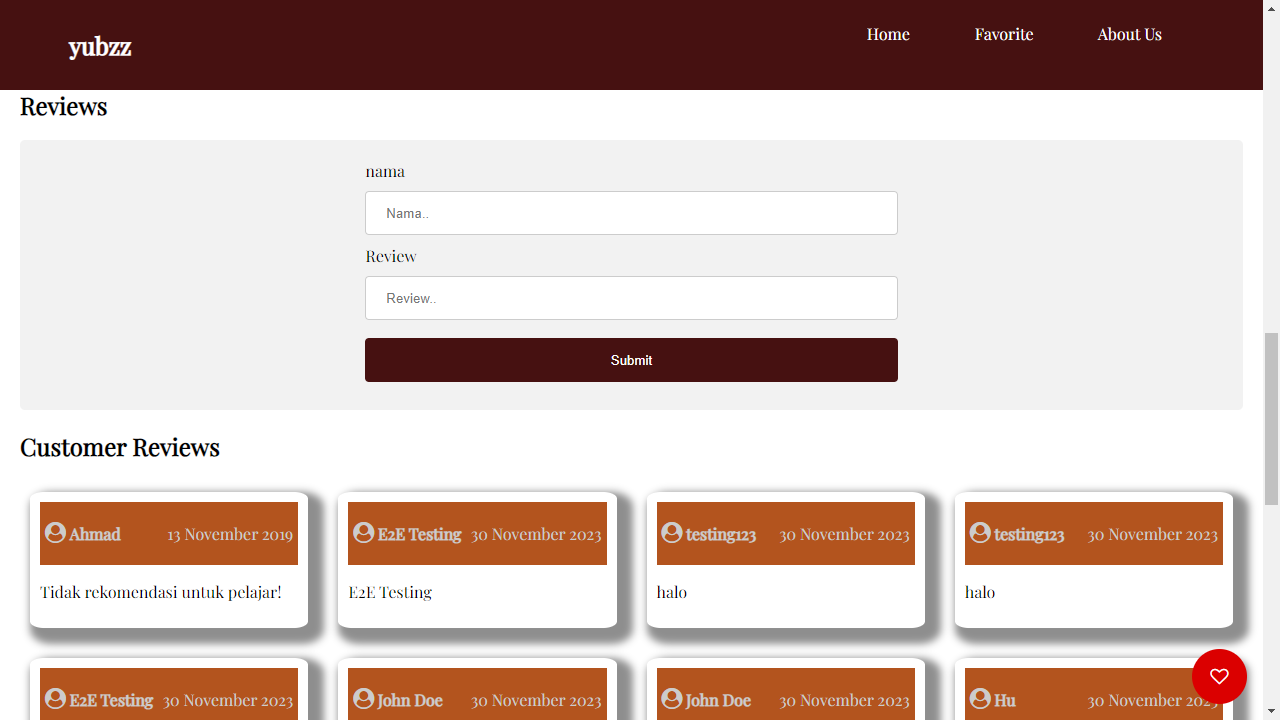 yubzz
Home Favorite About Us
Reviews
nama
Nama..
Review
Review..
Submit
Customer Reviews
Ahmad 13 November 2019
Tidak rekomendasi untuk pelajar!
E2E Testing 30 November 2023
E2E Testing
testing123 30 November 2023
halo
testing123 30 November 2023
halo
E2E Testing 30 November 2023
John Doe 30 November 2023
John Doe 30 November 2023
Hu 30 November 2023